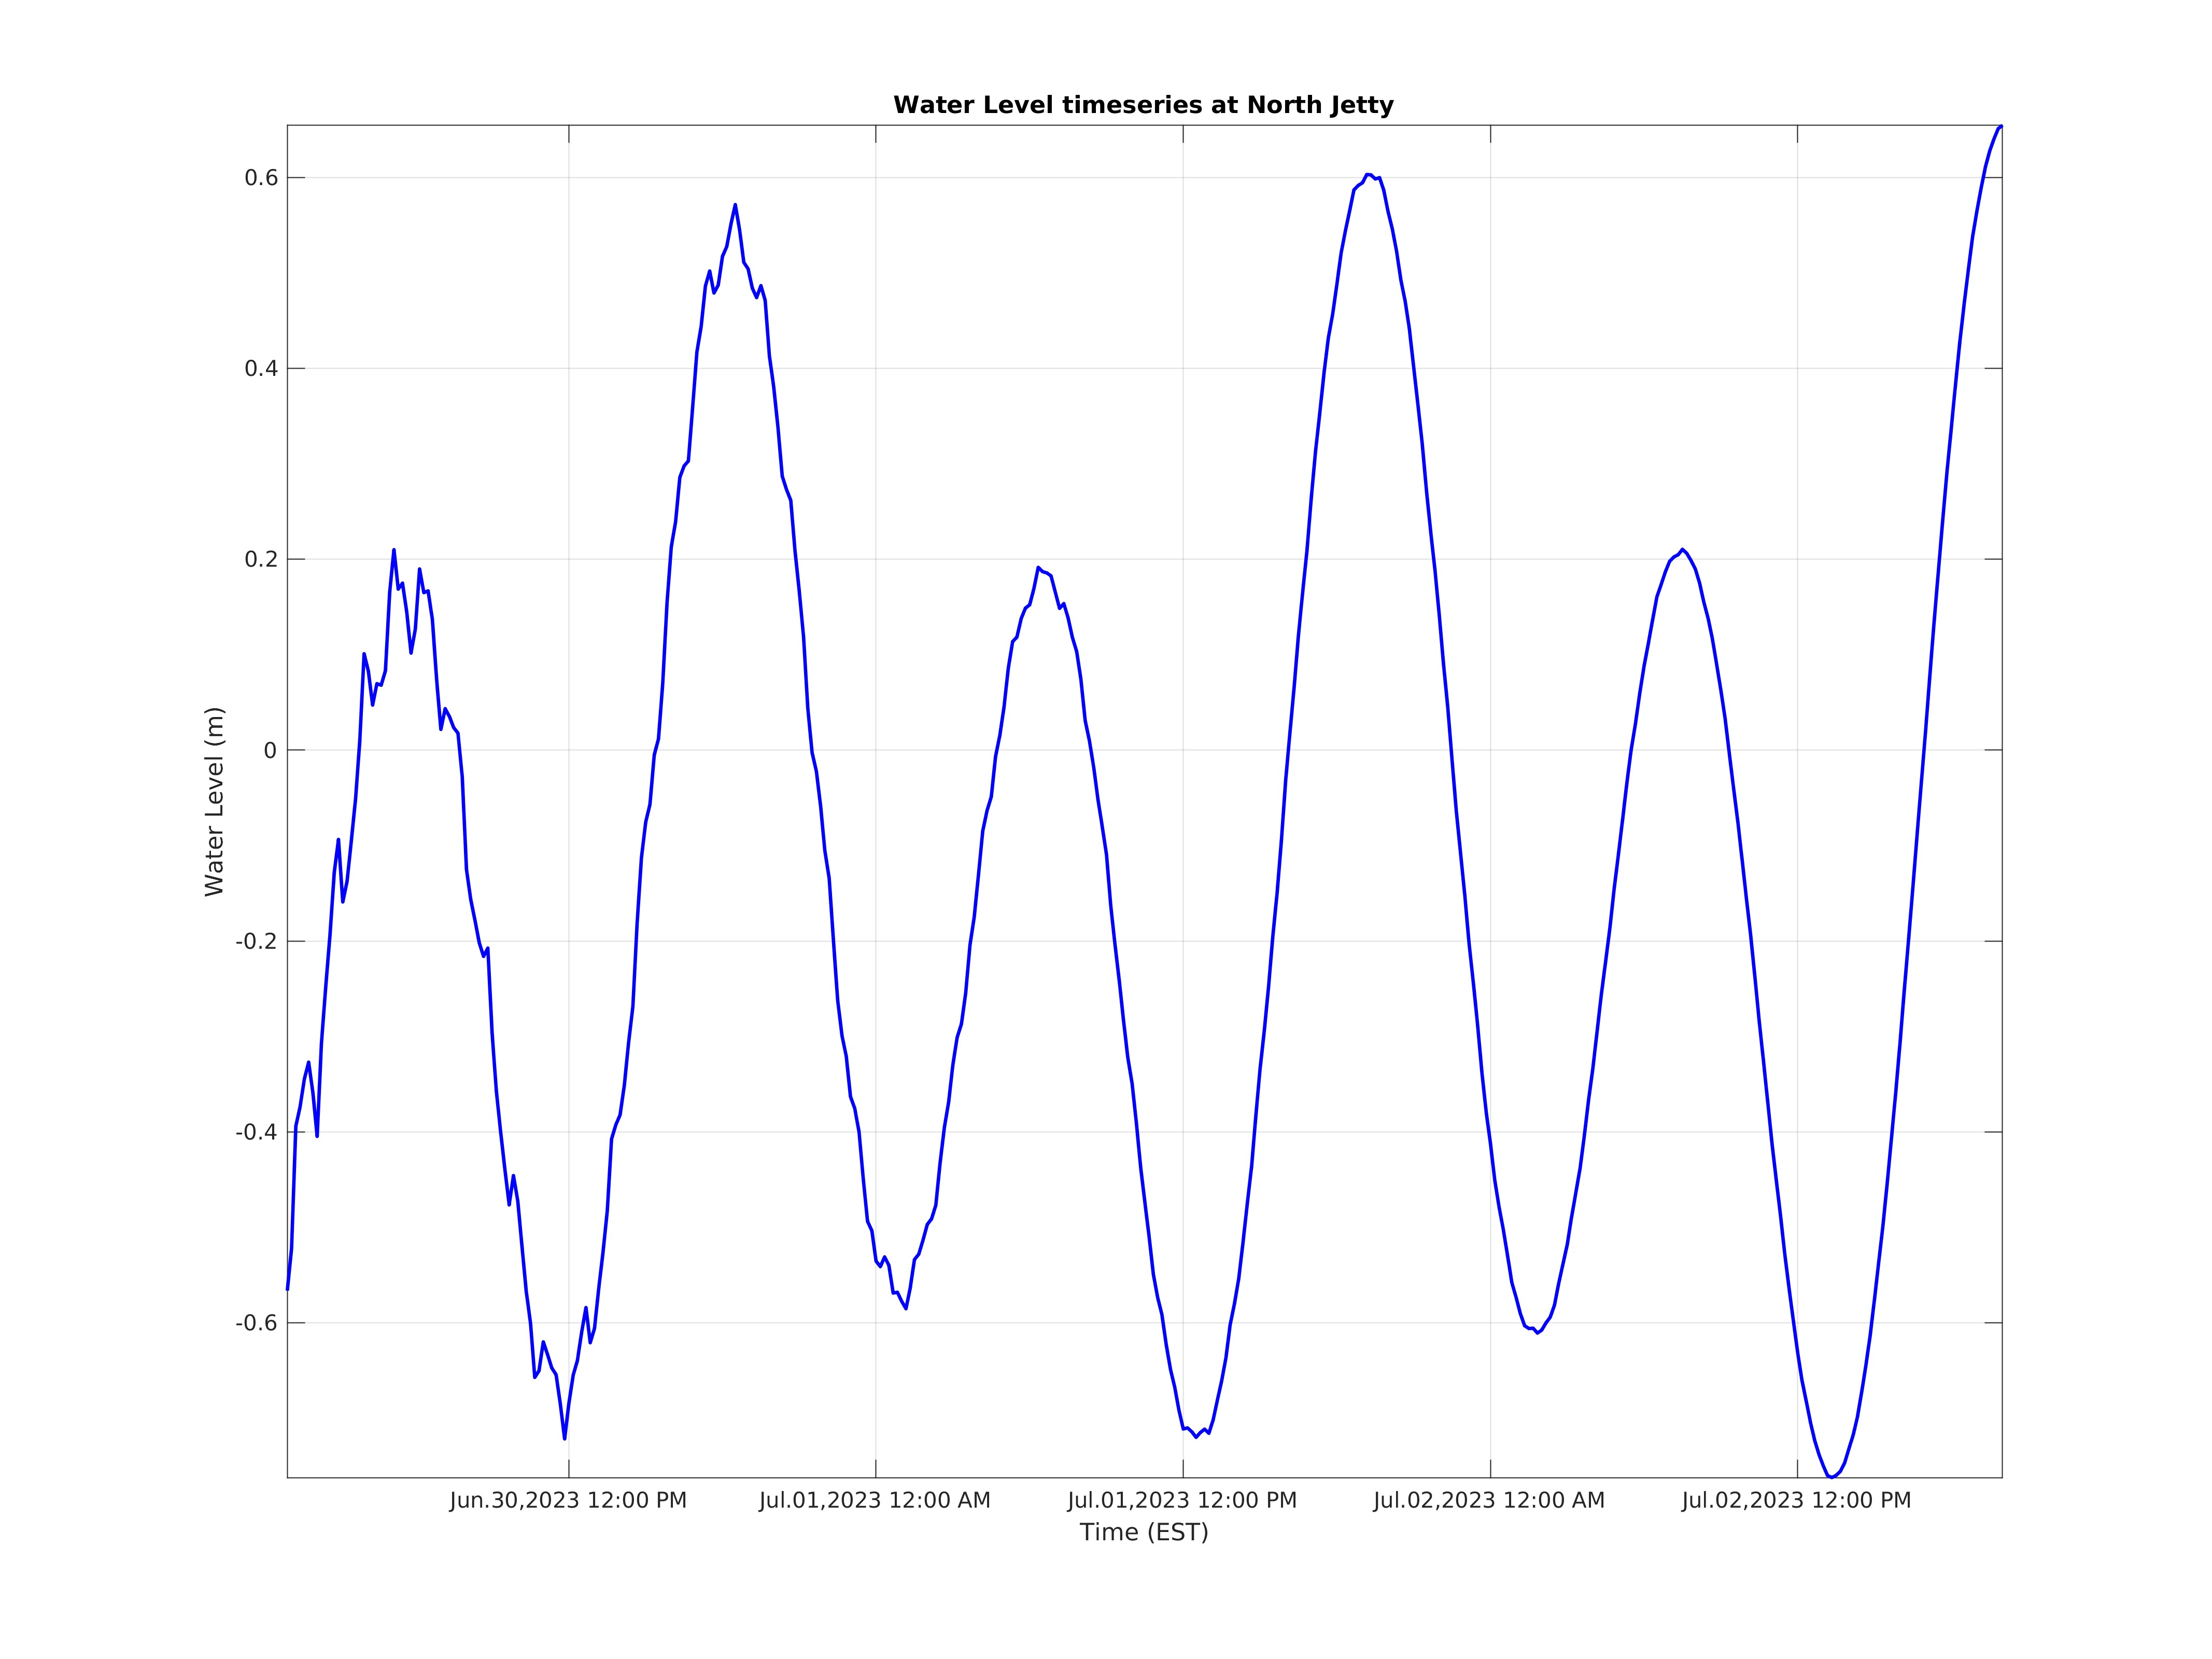 Water Level timeseries at North Jetty
0.6
0.4
0.2
0
-0.2
-0.4
-0.6
Water Level (m)
Jun.30,2023 12:00 PM
Jul.01,2023 12:00 AM
Jul.01,2023 12:00 PM
Jul.02,2023 12:00 AM
Jul.02,2023 12:00 PM
Time (EST)